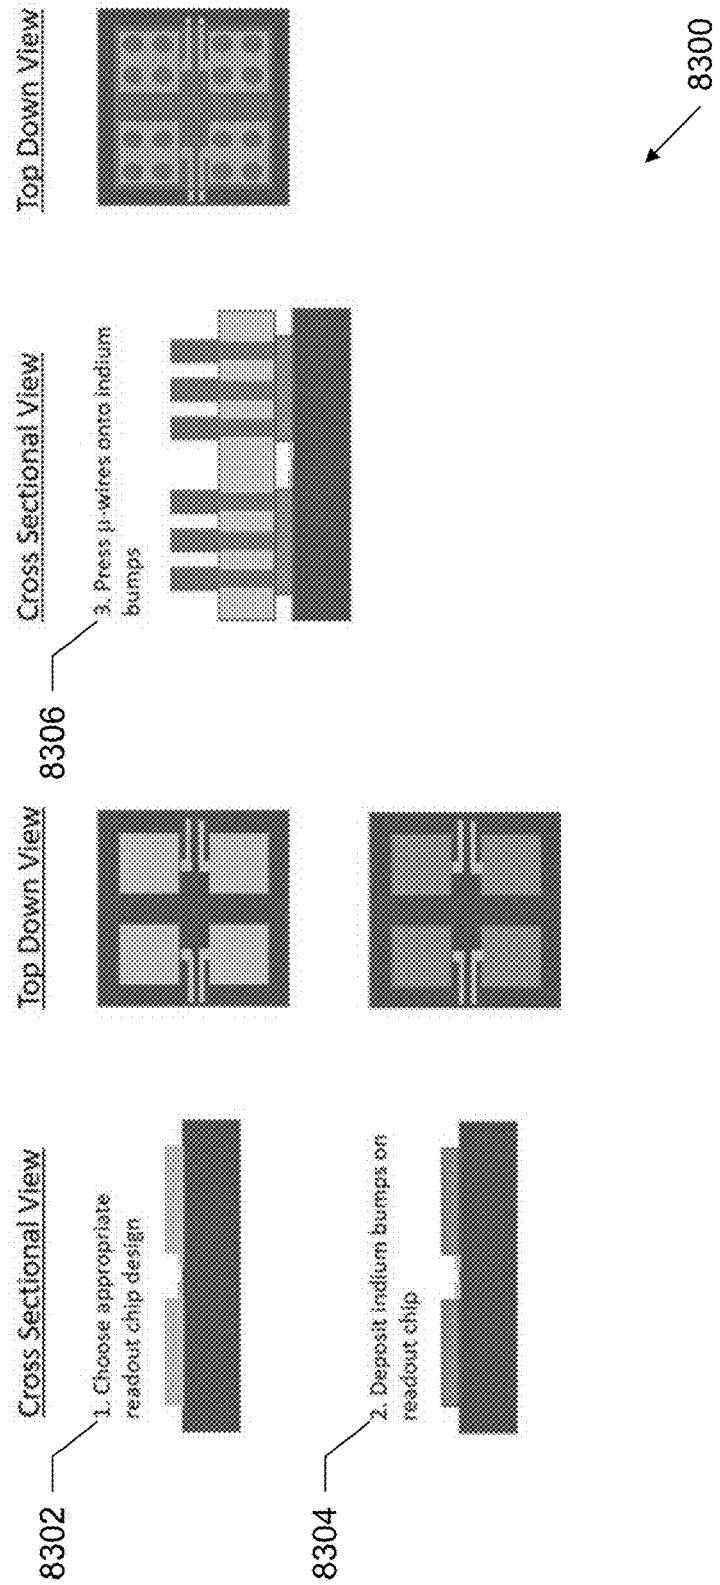 Cross Sectional View
Top Down View
8302
1. Choose appropriate
readout chip design
8304
2. Deposit indium bumps on
readout chip
Cross Sectional View
Top Down View
8306
3. Press μ-wires onto indium
bumps
8300